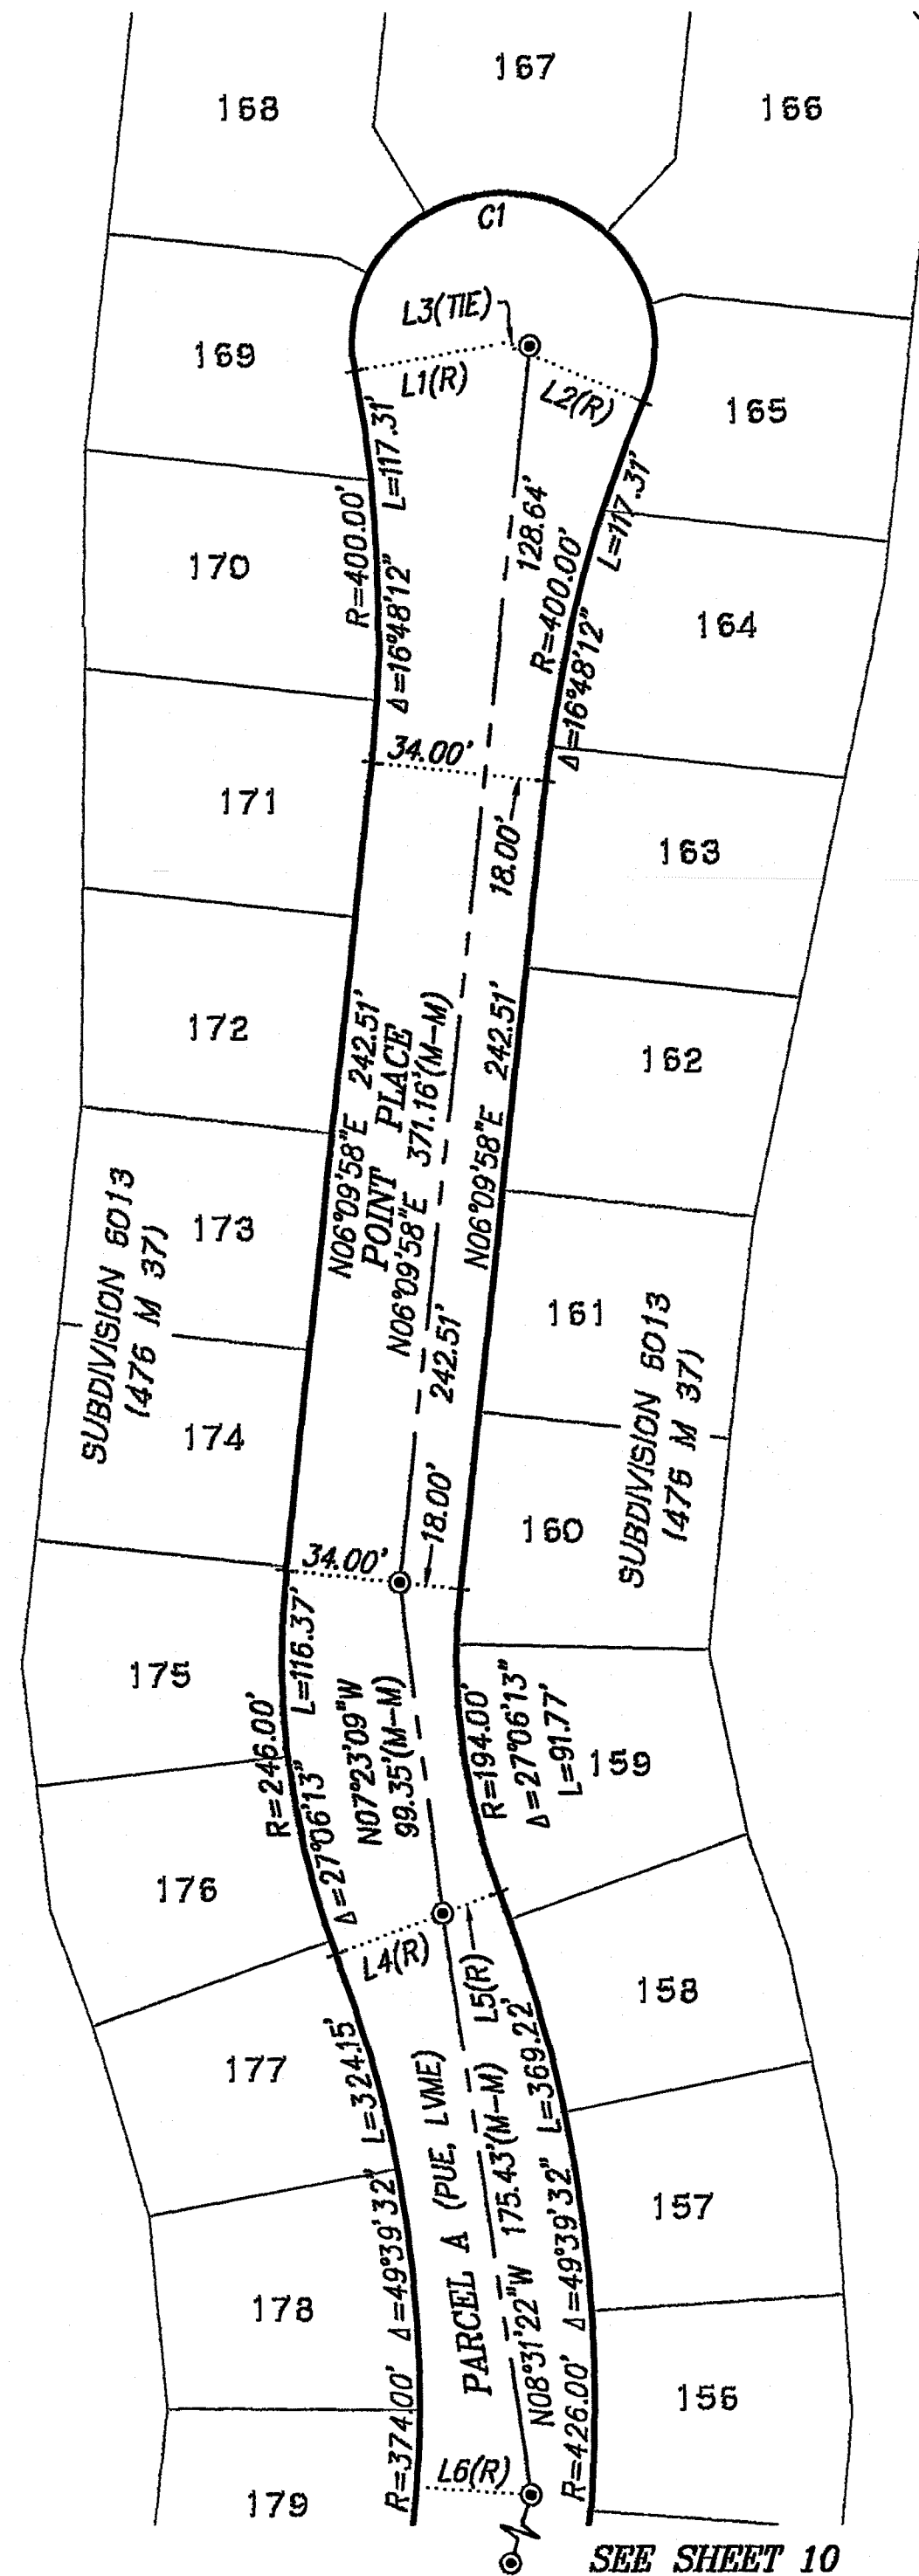 167
168
166
C1
L3(TIE)
169
L1(R)
L2(R)
165
L=117.31'
R=400.00'
Δ=16°48'12"
170
128.64'
L=117.31'
R=400.00'
Δ=16°48'12"
164
34.00'
171
18.00'
163
172
N06°09'58"E 242.51'
POINT PLACE
N06°09'58"E 371.16'(M-M)
242.51'
N06°09'58"E 242.51'
162
SUBDIVISION 6013
(476 M 37)
173
161
SUBDIVISION 6013
(476 M 37)
174
18.00'
160
34.00'
175
L=116.37'
R=246.00'
Δ=27°06'13"
N07°23'09"W
99.35'(M-M)
R=194.00'
Δ=27°06'13"
L=91.77'
159
176
L4(R)
L5(R)
158
177
R=374.00' Δ=49°39'32" L=324.15'
PARCEL A (PUE, LVME)
N08°31'22"W 175.43'(M-M)
R=426.00' Δ=49°39'32" L=369.22'
157
178
156
L6(R)
179
SEE SHEET 10